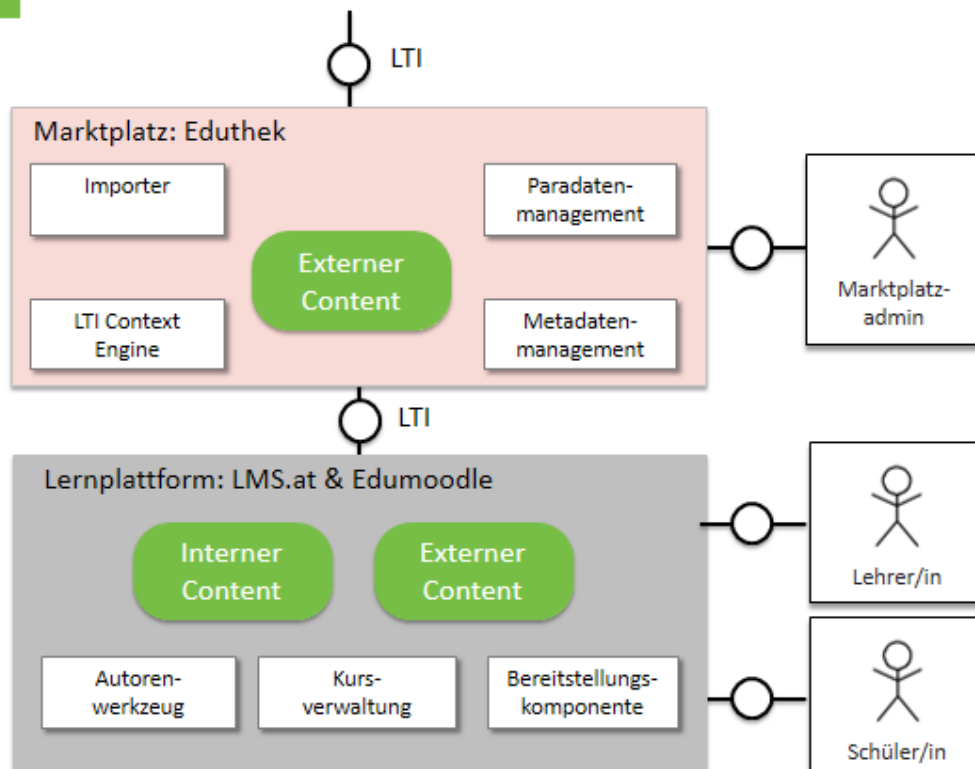 LTI
Marktplatz: Eduthek
Importer
Paradaten-
management
Externer
Content
LTI Context
Engine
Metadaten-
management
Marktplatz-
admin
LTI
Lernplattform: LMS.at & Edumoodle
Interner
Content
Externer
Content
Lehrer/in
Autoren-
werkzeug
Kurs-
verwaltung
Bereitstellungs-
komponente
Schüler/in